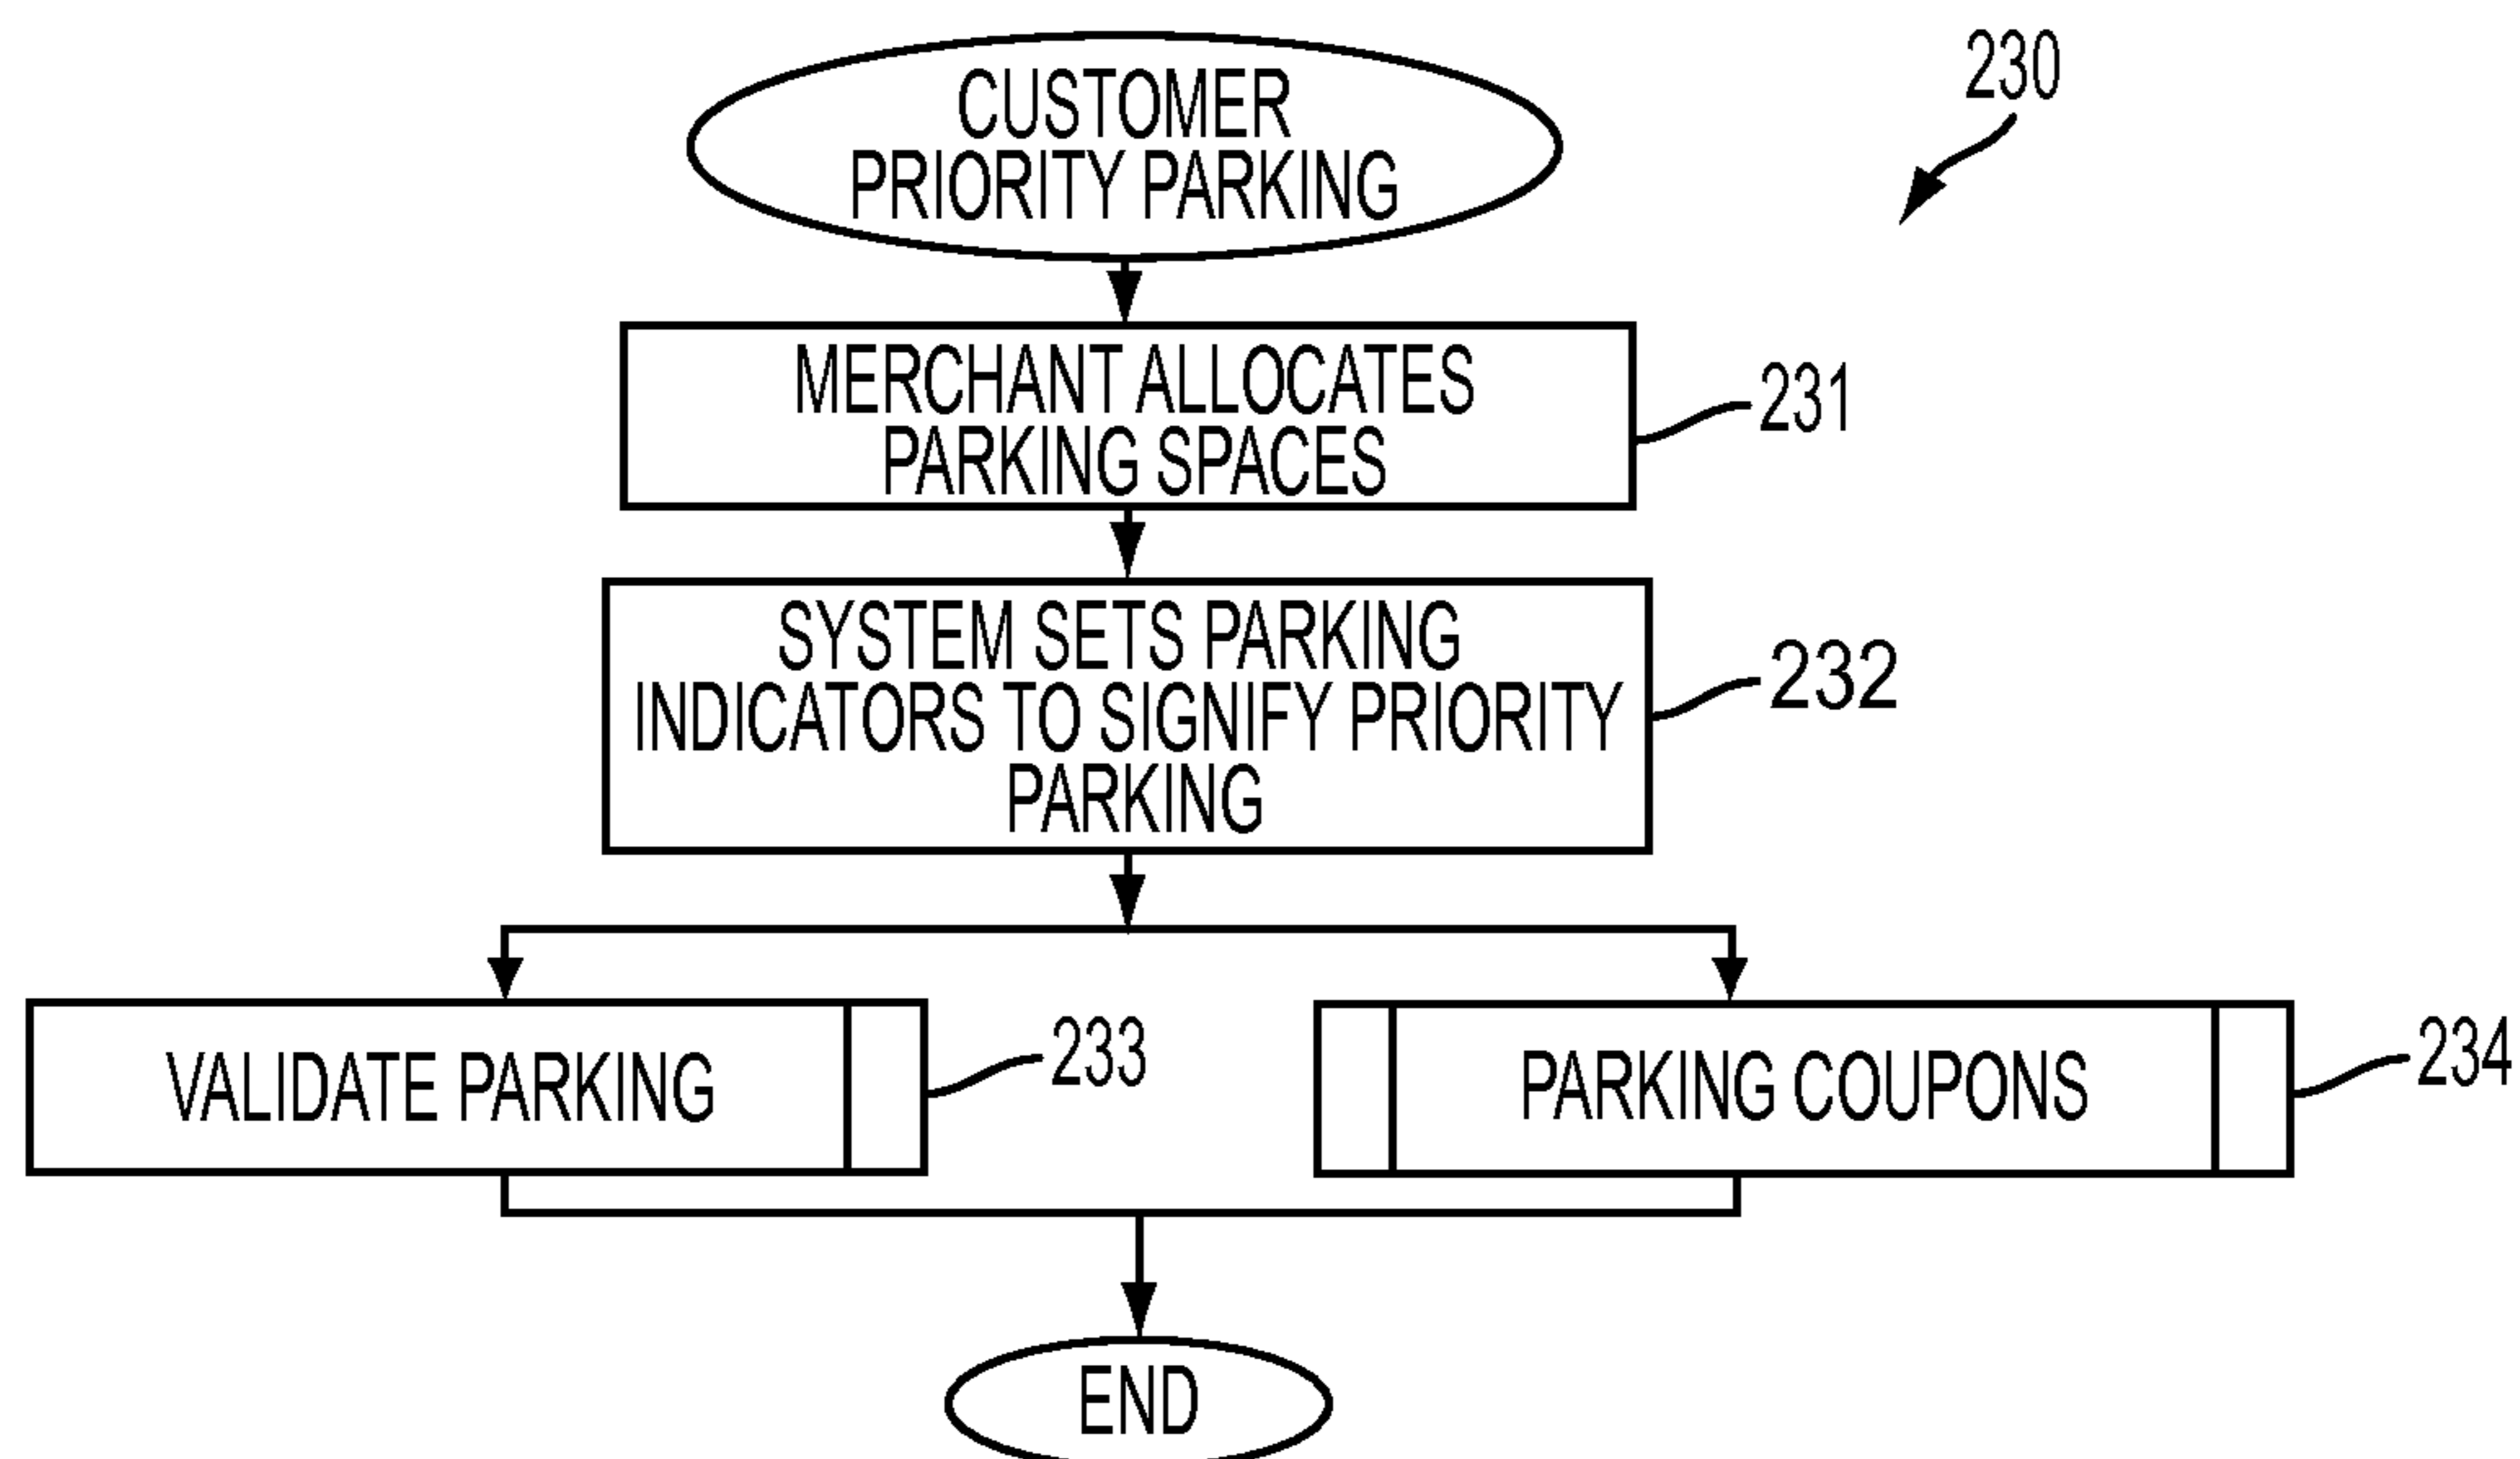 CUSTOMER
PRIORITY PARKING
230
MERCHANT ALLOCATES
PARKING SPACES
231
SYSTEM SETS PARKING
INDICATORS TO SIGNIFY PRIORITY
PARKING
232
VALIDATE PARKING
233
PARKING COUPONS
234
END